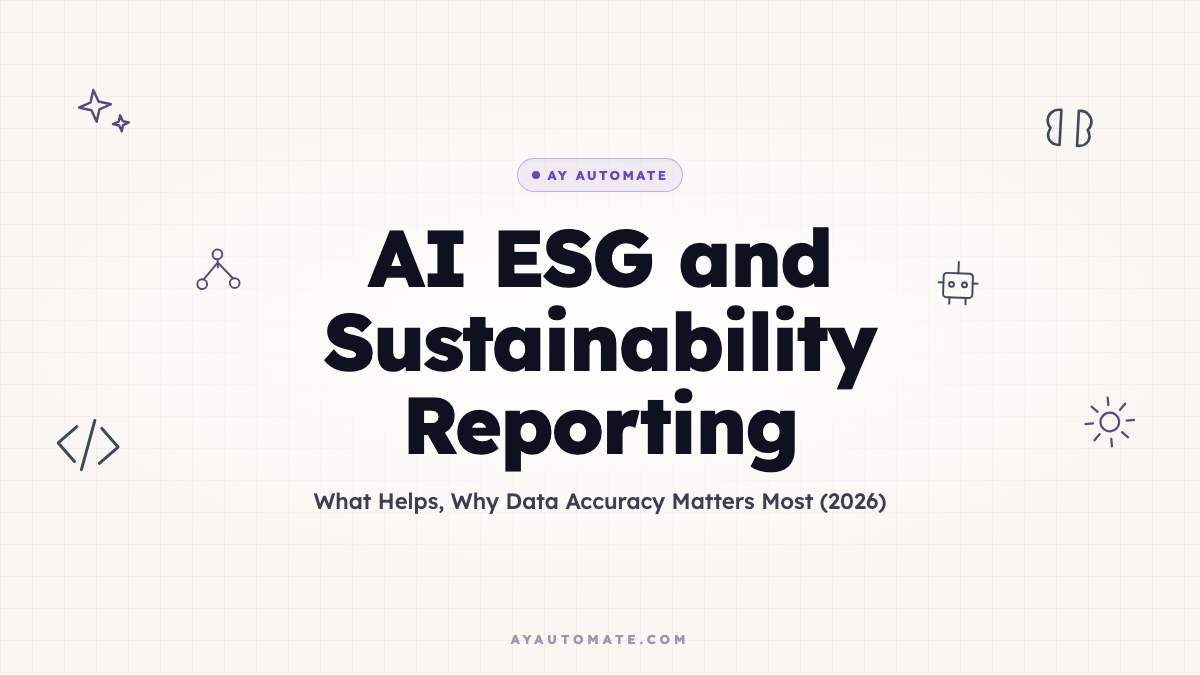 AY AUTOMATE
AI ESG and
Sustainability
Reporting
What Helps, Why Data Accuracy Matters Most (2026)
AYAUTOMATE.COM